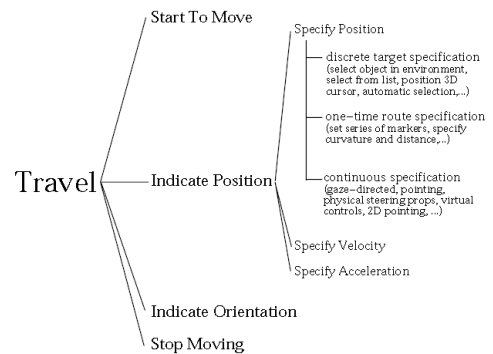 Travel
Start To Move
Indicate Position
Specify Position
discrete target specification
(select object in environment,
select from list, position 3D
cursor, automatic selection,...)
one-time route specification
(set series of markers, specify
curvature and distance,...)
continuous specification
(gaze-directed, pointing,
physical steering props, virtual
controls, 2D pointing, ...)
Specify Velocity
Specify Acceleration
Indicate Orientation
Stop Moving